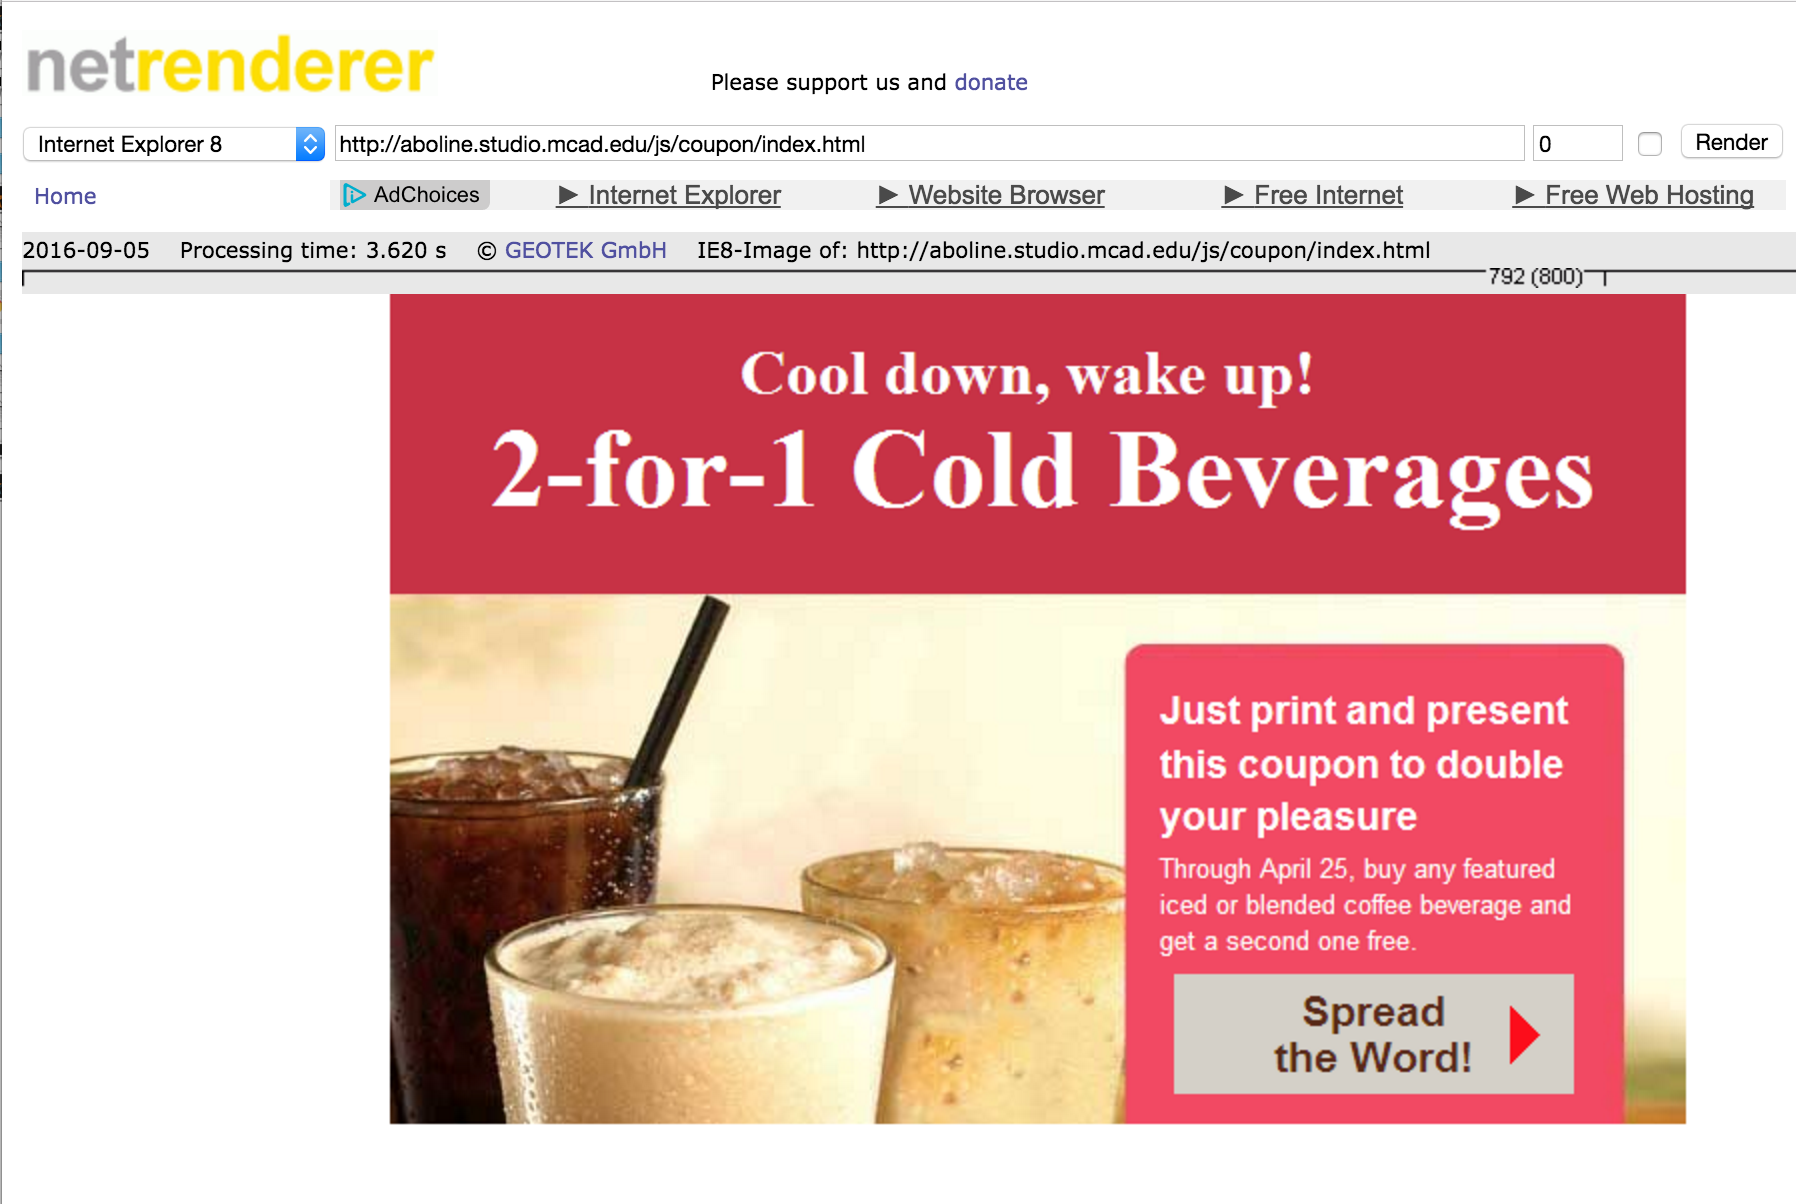 netrenderer
Please support us and donate
Internet Explorer 8 http://aboline.studio.mcad.edu/js/coupon/index.html 0 Render
Home AdChoices ► Internet Explorer ► Website Browser ► Free Internet ► Free Web Hosting
2016-09-05 Processing time: 3.620 s © GEOTEK GmbH IE8-Image of: http://aboline.studio.mcad.edu/js/coupon/index.html
792 (800)
Cool down, wake up!
2-for-1 Cold Beverages
Just print and present
this coupon to double
your pleasure
Through April 25, buy any featured
iced or blended coffee beverage and
get a second one free.
Spread
the Word!